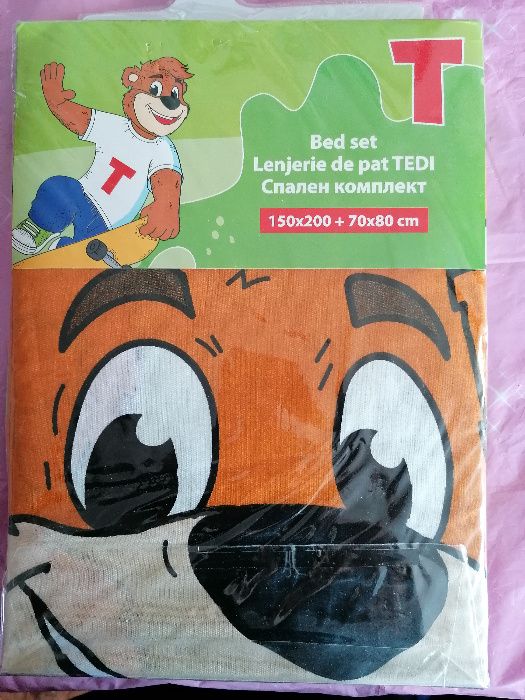 T
T
Bed set
Lenjerie de pat TEDI
Спален комплект
150x200 + 70x80 cm